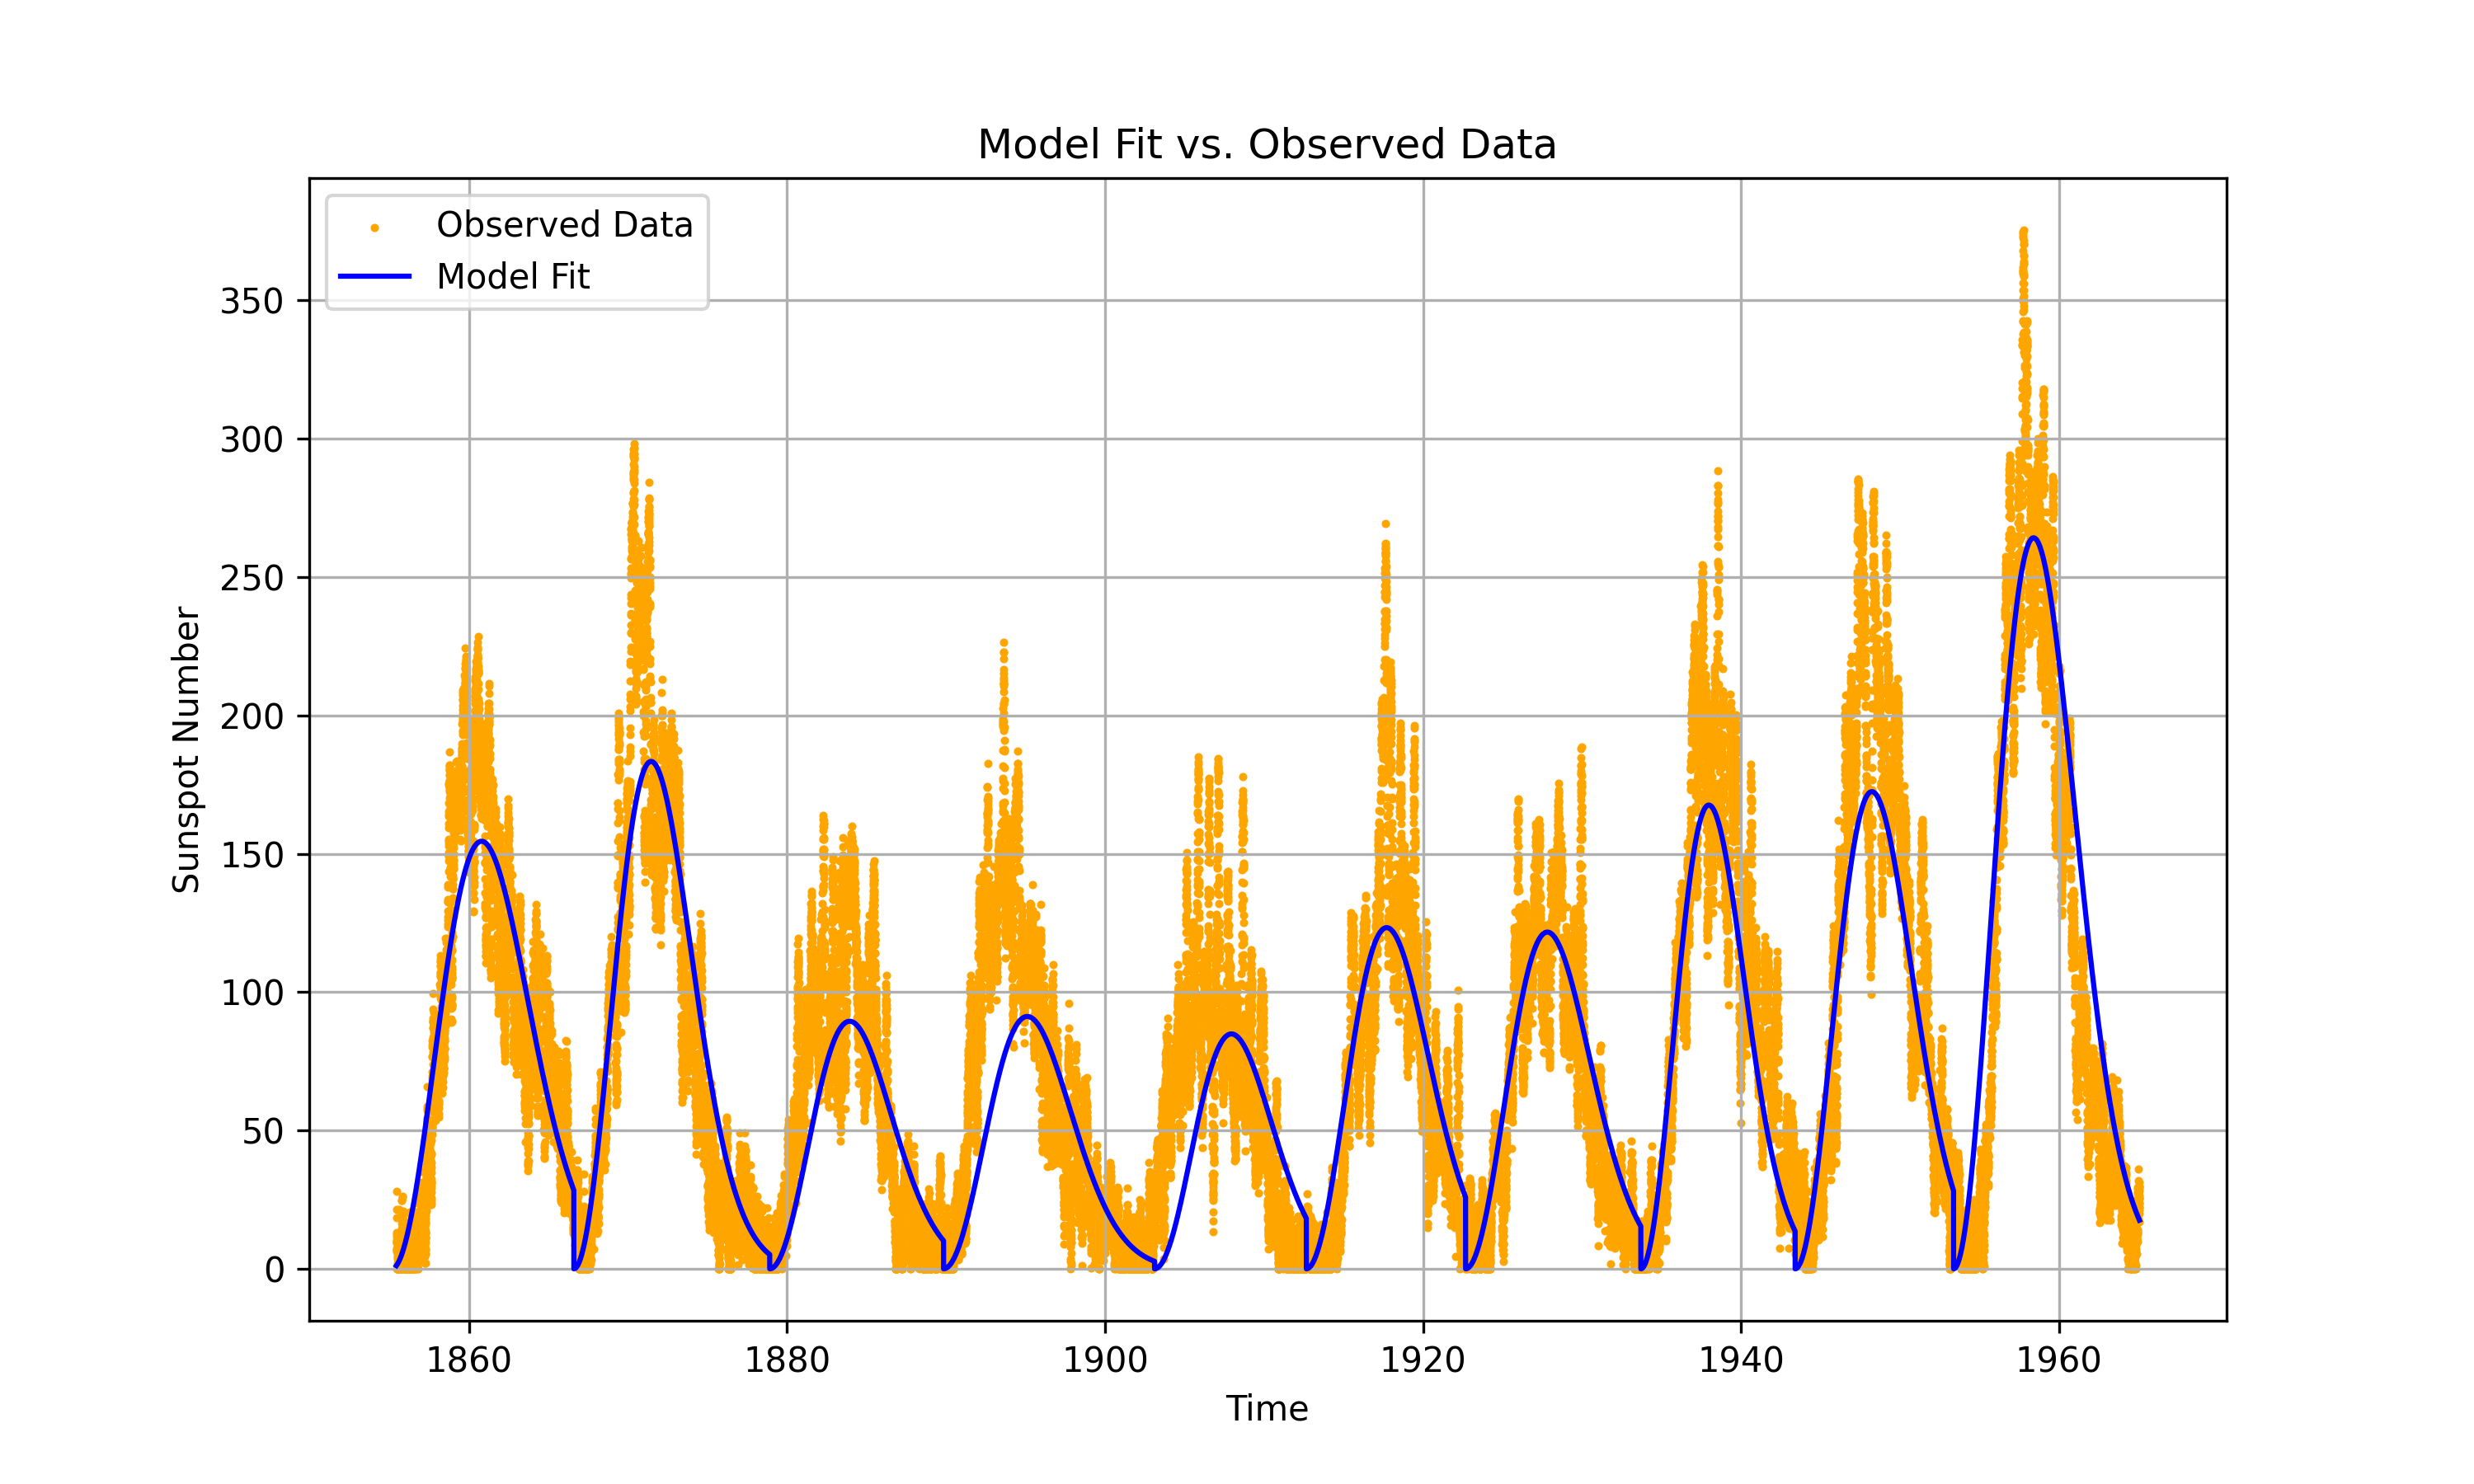 Model Fit vs. Observed Data
Observed Data
Model Fit
350
300
250
200
150
100
50
0
Sunspot Number
1860 1880 1900 1920 1940 1960
Time